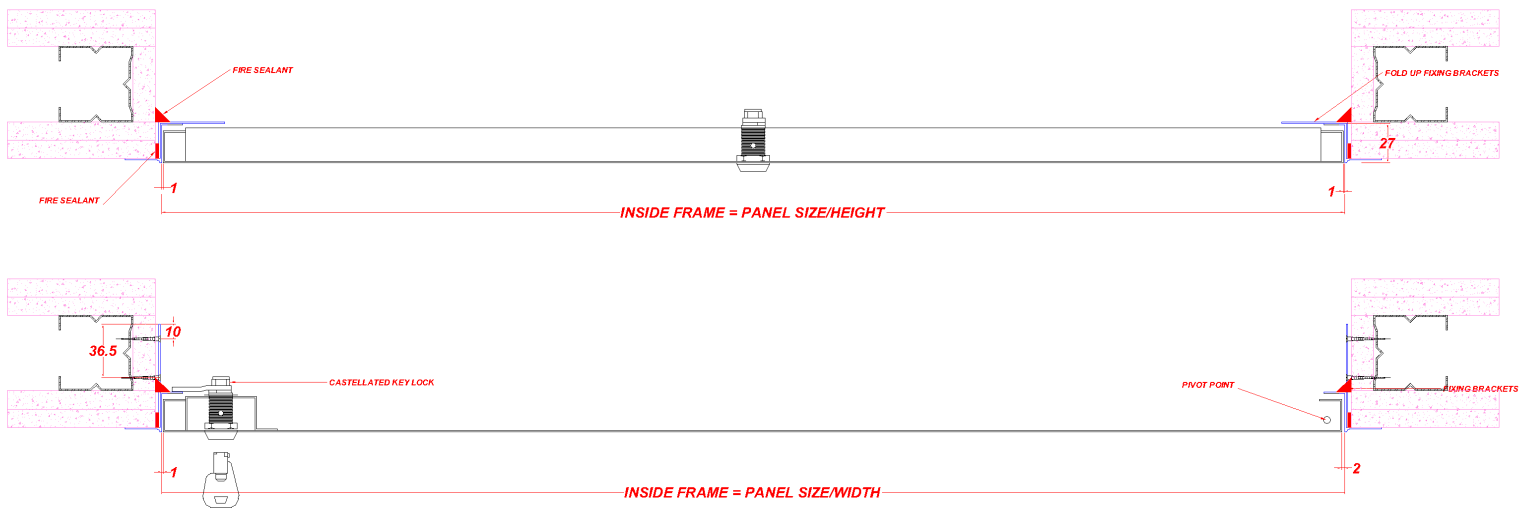 FIRE SEALANT
FOLD UP FIXING BRACKETS
27
1
1
FIRE SEALANT
INSIDE FRAME = PANEL SIZE/HEIGHT
10
36.5
CASTELLATED KEY LOCK
PIVOT POINT
FIXING BRACKETS
1
2
INSIDE FRAME = PANEL SIZE/WIDTH